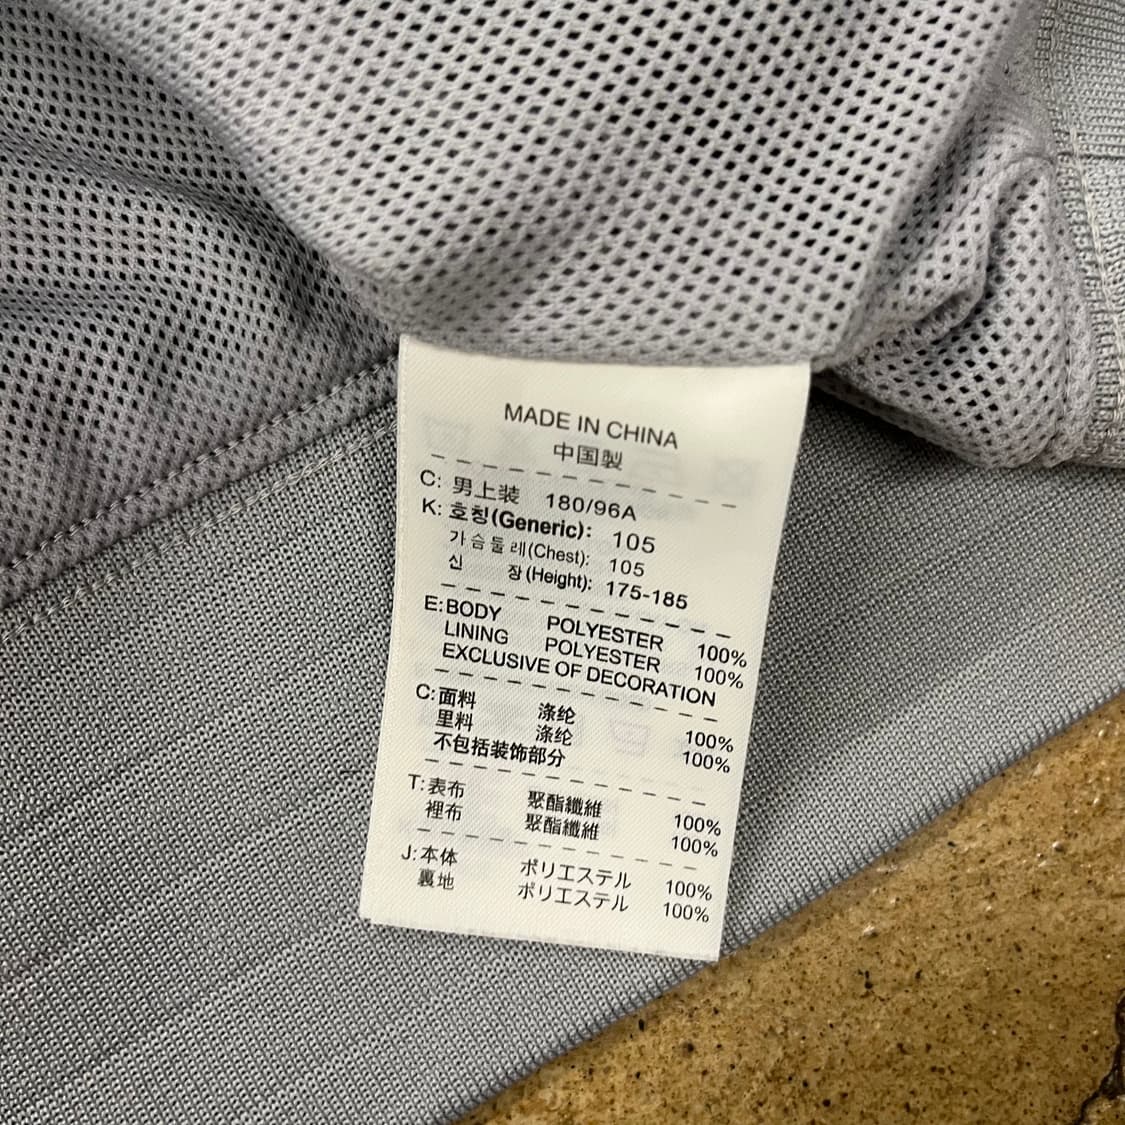 MADE IN CHINA
中国製
C: 男上装 180/96A
K: 호칭(Generic): 105
가슴둘레(Chest): 105
신 장(Height): 175-185
E:BODY POLYESTER 100%
LINING POLYESTER 100%
EXCLUSIVE OF DECORATION
C:面料 涤纶 100%
里料 涤纶 100%
不包括装饰部分
T:表布 聚酯纖維 100%
裡布 聚酯纖維 100%
J:本体 ポリエステル 100%
裏地 ポリエステル 100%